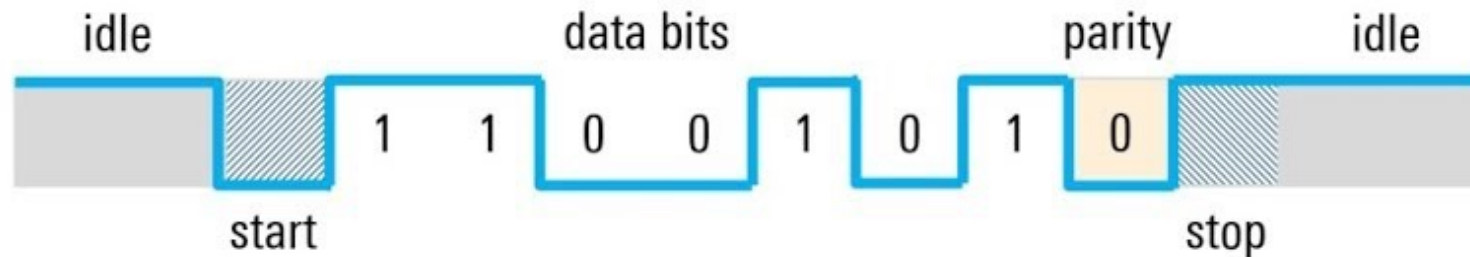 idle data bits parity idle
1 1 0 0 1 0 1 0
start stop